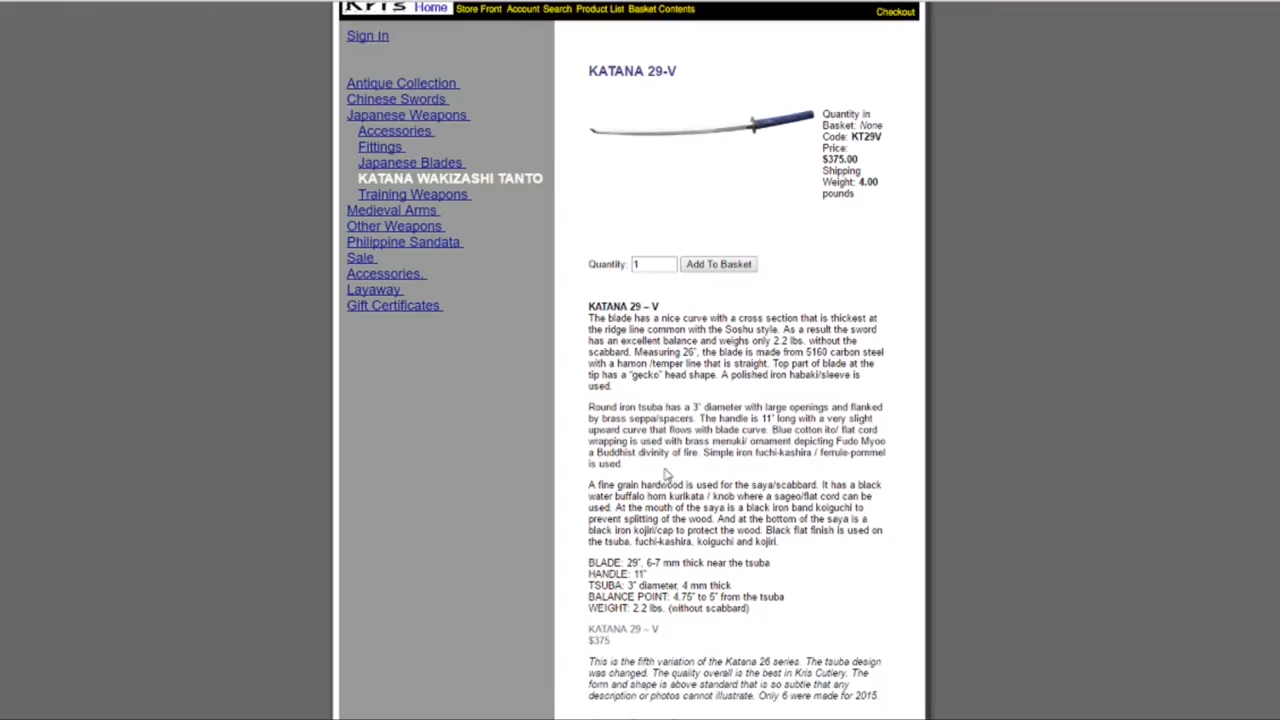 Kris Home Store Front Account Search Product List Basket Contents Checkout
Sign In
Antique Collection
Chinese Swords
Japanese Weapons
Accessories
Fittings
Japanese Blades
KATANA WAKIZASHI TANTO
Training Weapons
Medieval Arms
Other Weapons
Philippine Sandata
Sale
Accessories.
Layaway
Gift Certificates
KATANA 29-V
Quantity in
Basket: None
Code: KT29V
Price:
$375.00
Shipping
Weight: 4.00
pounds
Quantity: 1 Add To Basket
KATANA 29 – V
The blade has a nice curve with a cross section that is thickest at
the ridge line common with the Soshu style. As a result the sword
has an excellent balance and weighs only 2.2 lbs. without the
scabbard. Measuring 26", the blade is made from 5160 carbon steel
with a hamon /temper line that is straight. Top part of blade at the
tip has a "gecko" head shape. A polished iron habaki/sleeve is
used.
Round iron tsuba has a 3" diameter with large openings and flanked
by brass seppa/spacers. The handle is 11" long with a very slight
upward curve that flows with blade curve. Blue cotton ito/ flat cord
wrapping is used with brass menuki/ ornament depicting Fudo Myoo
a Buddhist divinity of fire. Simple iron fuchi-kashira / ferrule-pommel
is used
A fine grain hardwood is used for the saya/scabbard. It has a black
water buffalo horn kurikata / knob where a sageo/flat cord can be
used. At the mouth of the saya is a black iron band koiguchi to
prevent splitting of the wood. And at the bottom of the saya is a
black iron kojiri/cap to protect the wood. Black flat finish is used on
the tsuba, fuchi-kashira, koiguchi and kojiri.
BLADE: 29", 6-7 mm thick near the tsuba
HANDLE: 11"
TSUBA: 3" diameter, 4 mm thick
BALANCE POINT: 4.75" to 5" from the tsuba
WEIGHT: 2.2 lbs. (without scabbard)
KATANA 29 – V
$375
This is the fifth variation of the Katana 26 series. The tsuba design
was changed. The quality overall is the best in Kris Cutlery. The
form and shape is above standard that is so subtle that any
description or photos cannot illustrate. Only 6 were made for 2015.